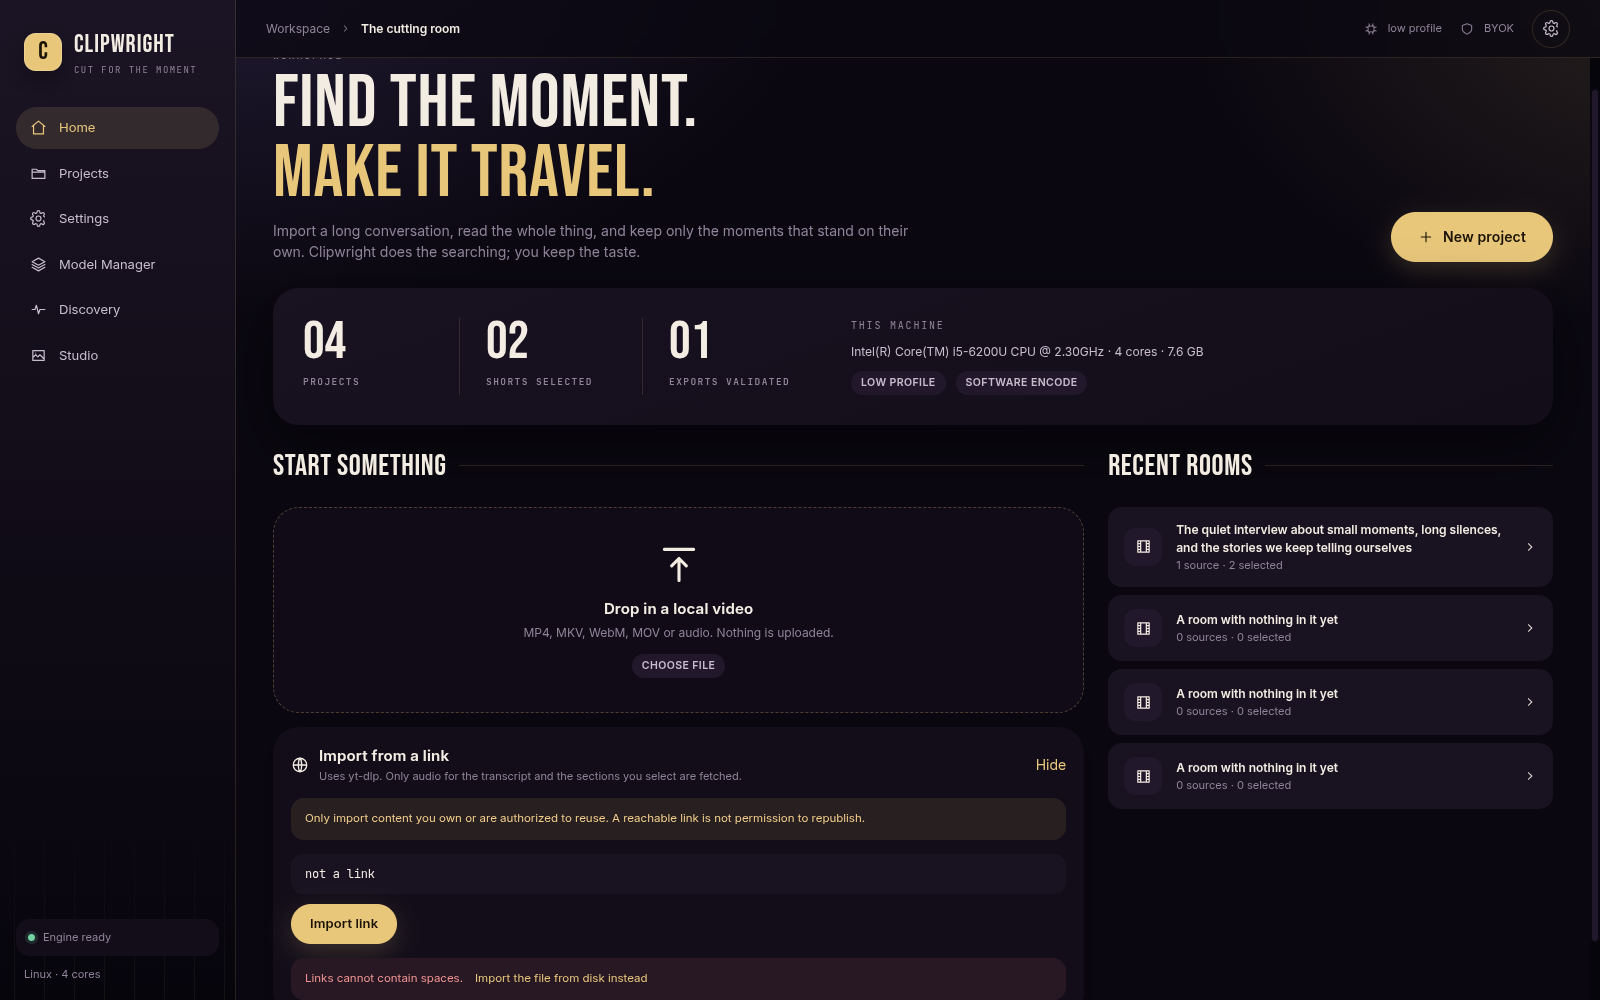 C
CLIPWRIGHT
CUT FOR THE MOMENT
Home
Projects
Settings
Model Manager
Discovery
Studio
Engine ready
Linux · 4 cores
Workspace
The cutting room
low profile
BYOK
FIND THE MOMENT.
MAKE IT TRAVEL.
Import a long conversation, read the whole thing, and keep only the moments that stand on their
own. Clipwright does the searching; you keep the taste.
New project
04
PROJECTS
02
SHORTS SELECTED
01
EXPORTS VALIDATED
THIS MACHINE
Intel(R) Core(TM) i5-6200U CPU @ 2.30GHz · 4 cores · 7.6 GB
LOW PROFILE
SOFTWARE ENCODE
START SOMETHING
Drop in a local video
MP4, MKV, WebM, MOV or audio. Nothing is uploaded.
CHOOSE FILE
Import from a link
Uses yt-dlp. Only audio for the transcript and the sections you select are fetched.
Hide
Only import content you own or are authorized to reuse. A reachable link is not permission to republish.
not a link
Import link
Links cannot contain spaces. Import the file from disk instead
RECENT ROOMS
The quiet interview about small moments, long silences,
and the stories we keep telling ourselves
1 source · 2 selected
A room with nothing in it yet
0 sources · 0 selected
A room with nothing in it yet
0 sources · 0 selected
A room with nothing in it yet
0 sources · 0 selected